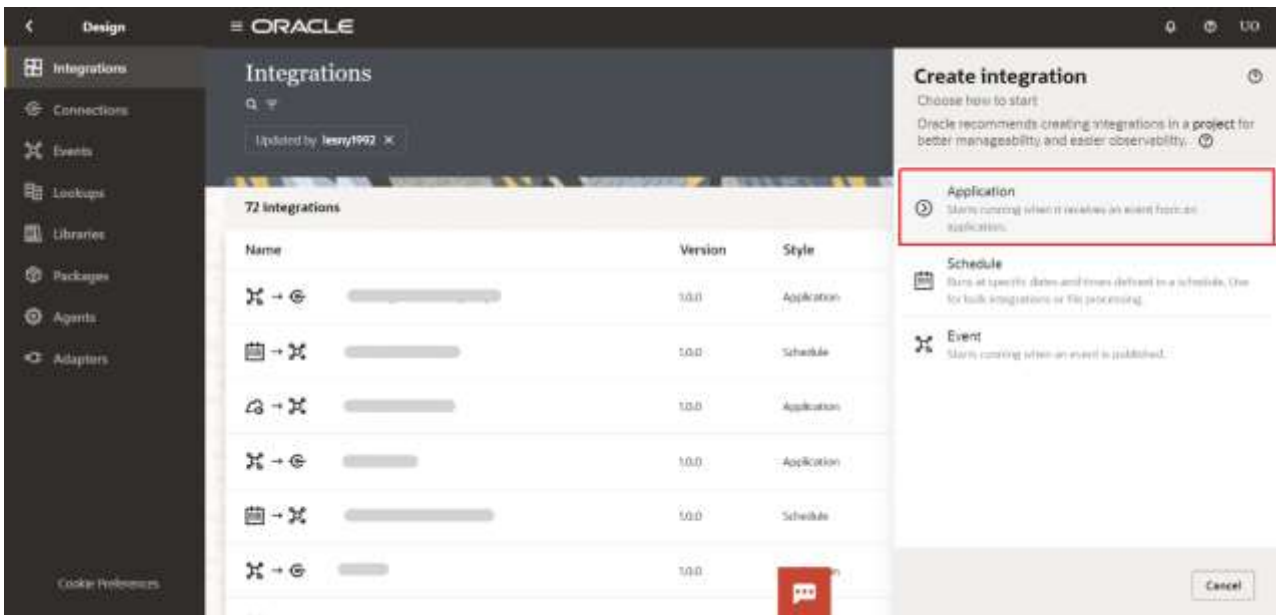 Design
ORACLE
UO
Integrations
Connections
Events
Lookups
Libraries
Packages
Agents
Adapters
Cookie Preferences
Integrations
Updated by lesny1992 ×
72 Integrations
Name Version Style
1.0.0 Application
1.0.0 Schedule
1.0.0 Application
1.0.0 Application
1.0.0 Schedule
1.0.0
Create integration
Choose how to start
Oracle recommends creating integrations in a project for
better manageability and easier observability.
Application
Starts running when it receives an event from an
application.
Schedule
Runs at specific dates and times defined in a schedule. Use
for bulk integrations or file processing.
Event
Starts running when an event is published.
Cancel